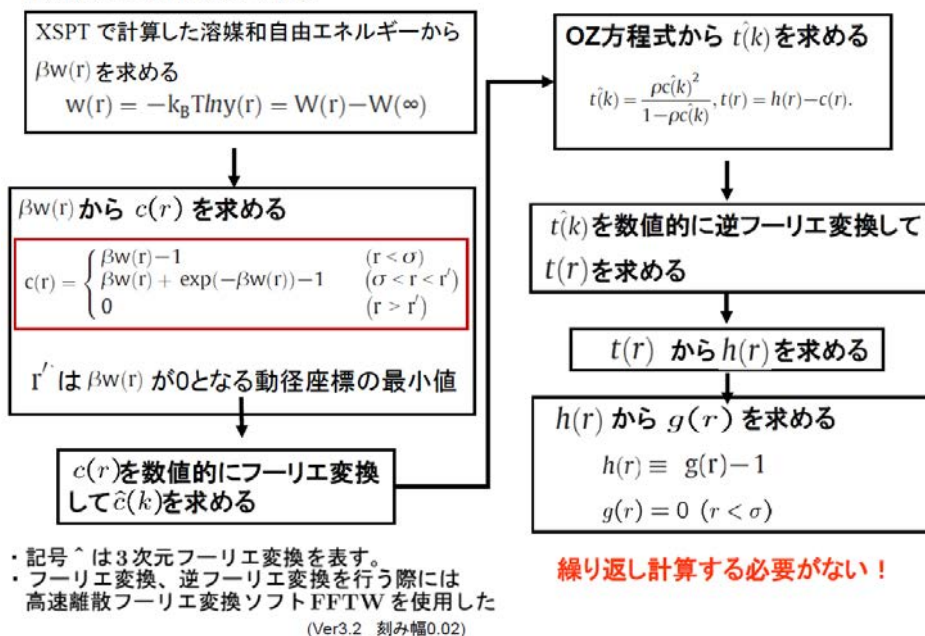 XSPTで計算した溶媒和自由エネルギーから
βw(r)を求める
w(r) = −k_BTlny(r) = W(r)−W(∞)
βw(r)から c(r) を求める
c(r) = { βw(r)−1 (r < σ)
βw(r) + exp(−βw(r))−1 (σ < r < r′)
0 (r > r′)
r′ は βw(r) が0となる動径座標の最小値
c(r)を数値的にフーリエ変換
してĉ(k)を求める
・記号^は3次元フーリエ変換を表す。
・フーリエ変換、逆フーリエ変換を行う際には
高速離散フーリエ変換ソフトFFTWを使用した
(Ver3.2 刻み幅0.02)
OZ方程式から t̂(k) を求める
t̂(k) = ρĉ(k)² / 1−ρĉ(k), t(r) = h(r)−c(r).
t̂(k)を数値的に逆フーリエ変換して
t(r)を求める
t(r) から h(r)を求める
h(r)から g(r) を求める
h(r) ≡ g(r)−1
g(r) = 0 (r < σ)
繰り返し計算する必要がない！